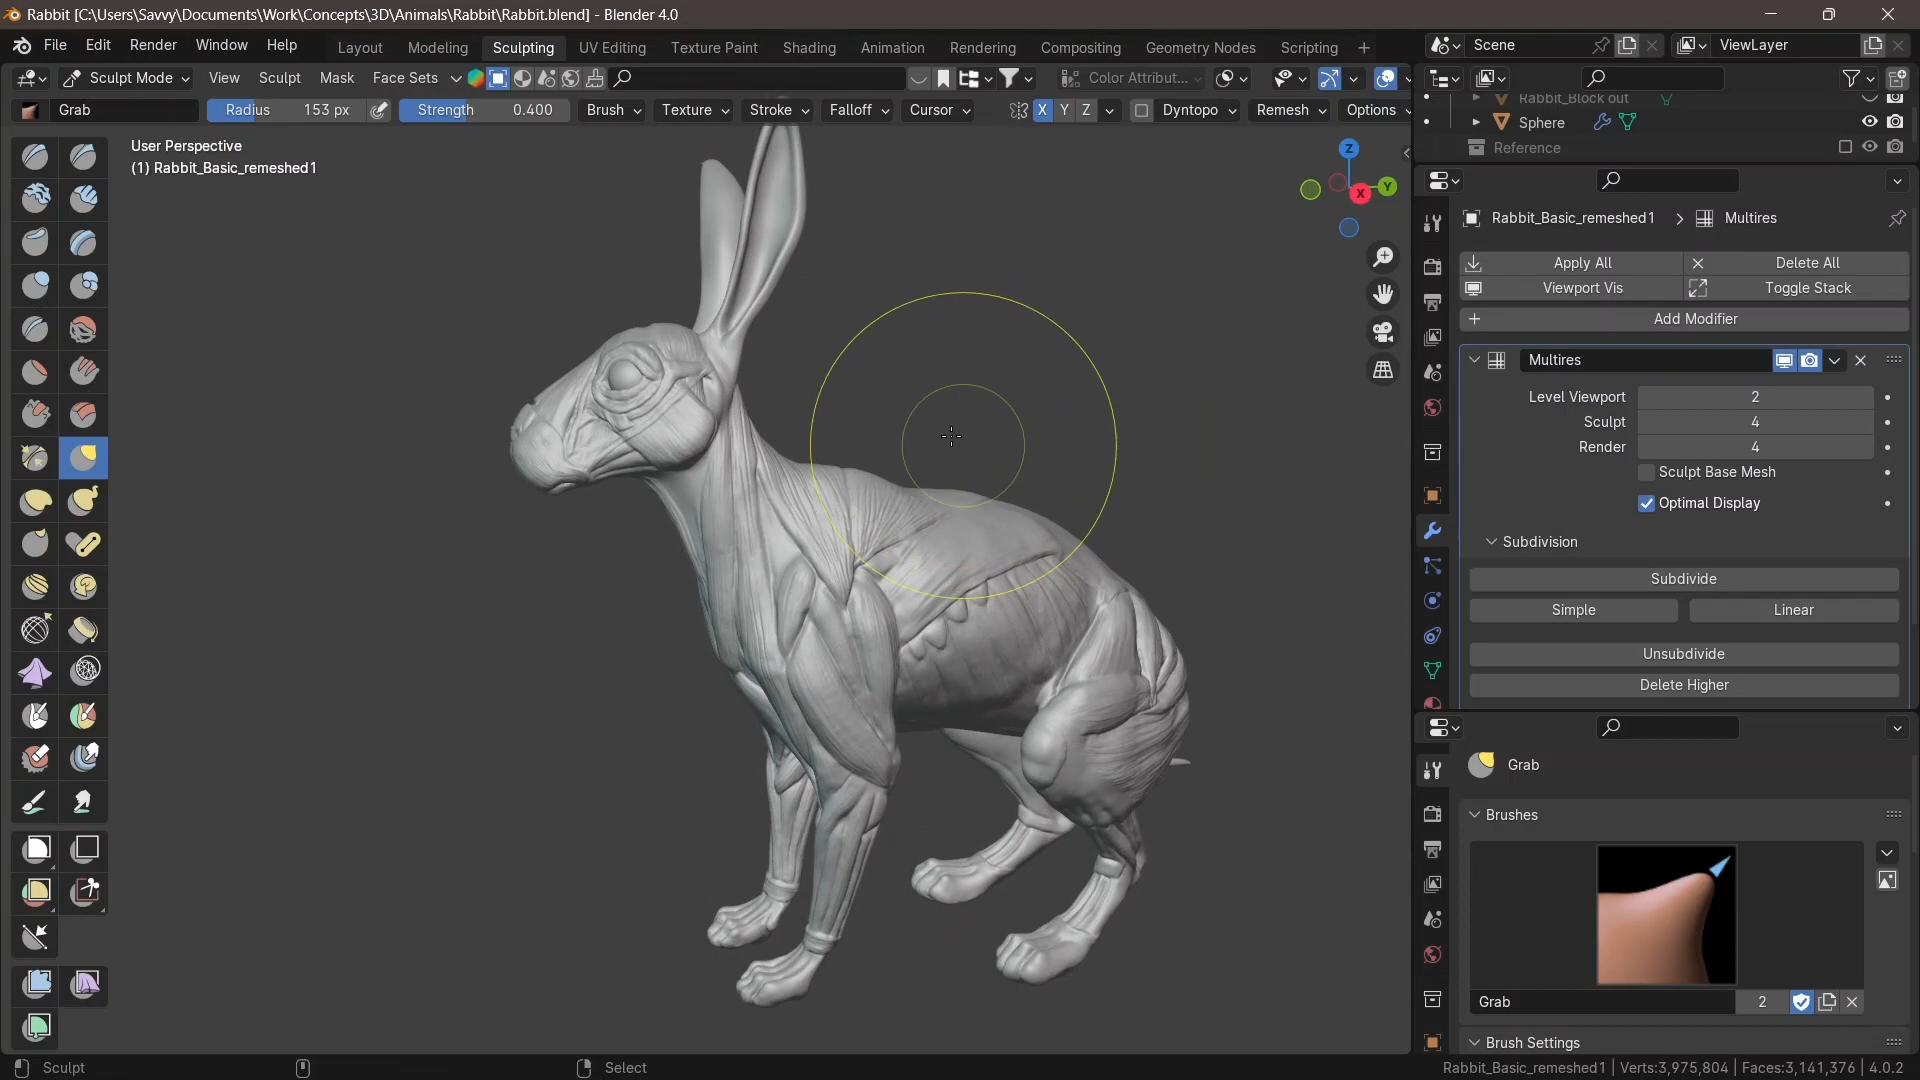 Rabbit [C:\Users\Savvy\Documents\Work\Concepts\3D\Animals\Rabbit\Rabbit.blend] - Blender 4.0
File Edit Render Window Help Layout Modeling Sculpting UV Editing Texture Paint Shading Animation Rendering Compositing Geometry Nodes Scripting + Scene ViewLayer
Sculpt Mode View Sculpt Mask Face Sets Color Attribut...
Grab Radius 153 px Strength 0.400 Brush Texture Stroke Falloff Cursor X Y Z Dyntopo Remesh Options
Rabbit_Block out
Sphere
Reference
User Perspective
(1) Rabbit_Basic_remeshed1
Z
Y
X
Rabbit_Basic_remeshed1 > Multires
Apply All Delete All
Viewport Vis Toggle Stack
+ Add Modifier
Multires
Level Viewport 2
Sculpt 4
Render 4
Sculpt Base Mesh
Optimal Display
Subdivision
Subdivide
Simple Linear
Unsubdivide
Delete Higher
Grab
Brushes
Grab 2
Brush Settings
Sculpt Select Rabbit_Basic_remeshed1 | Verts:3,975,804 | Faces:3,141,376 | 4.0.2